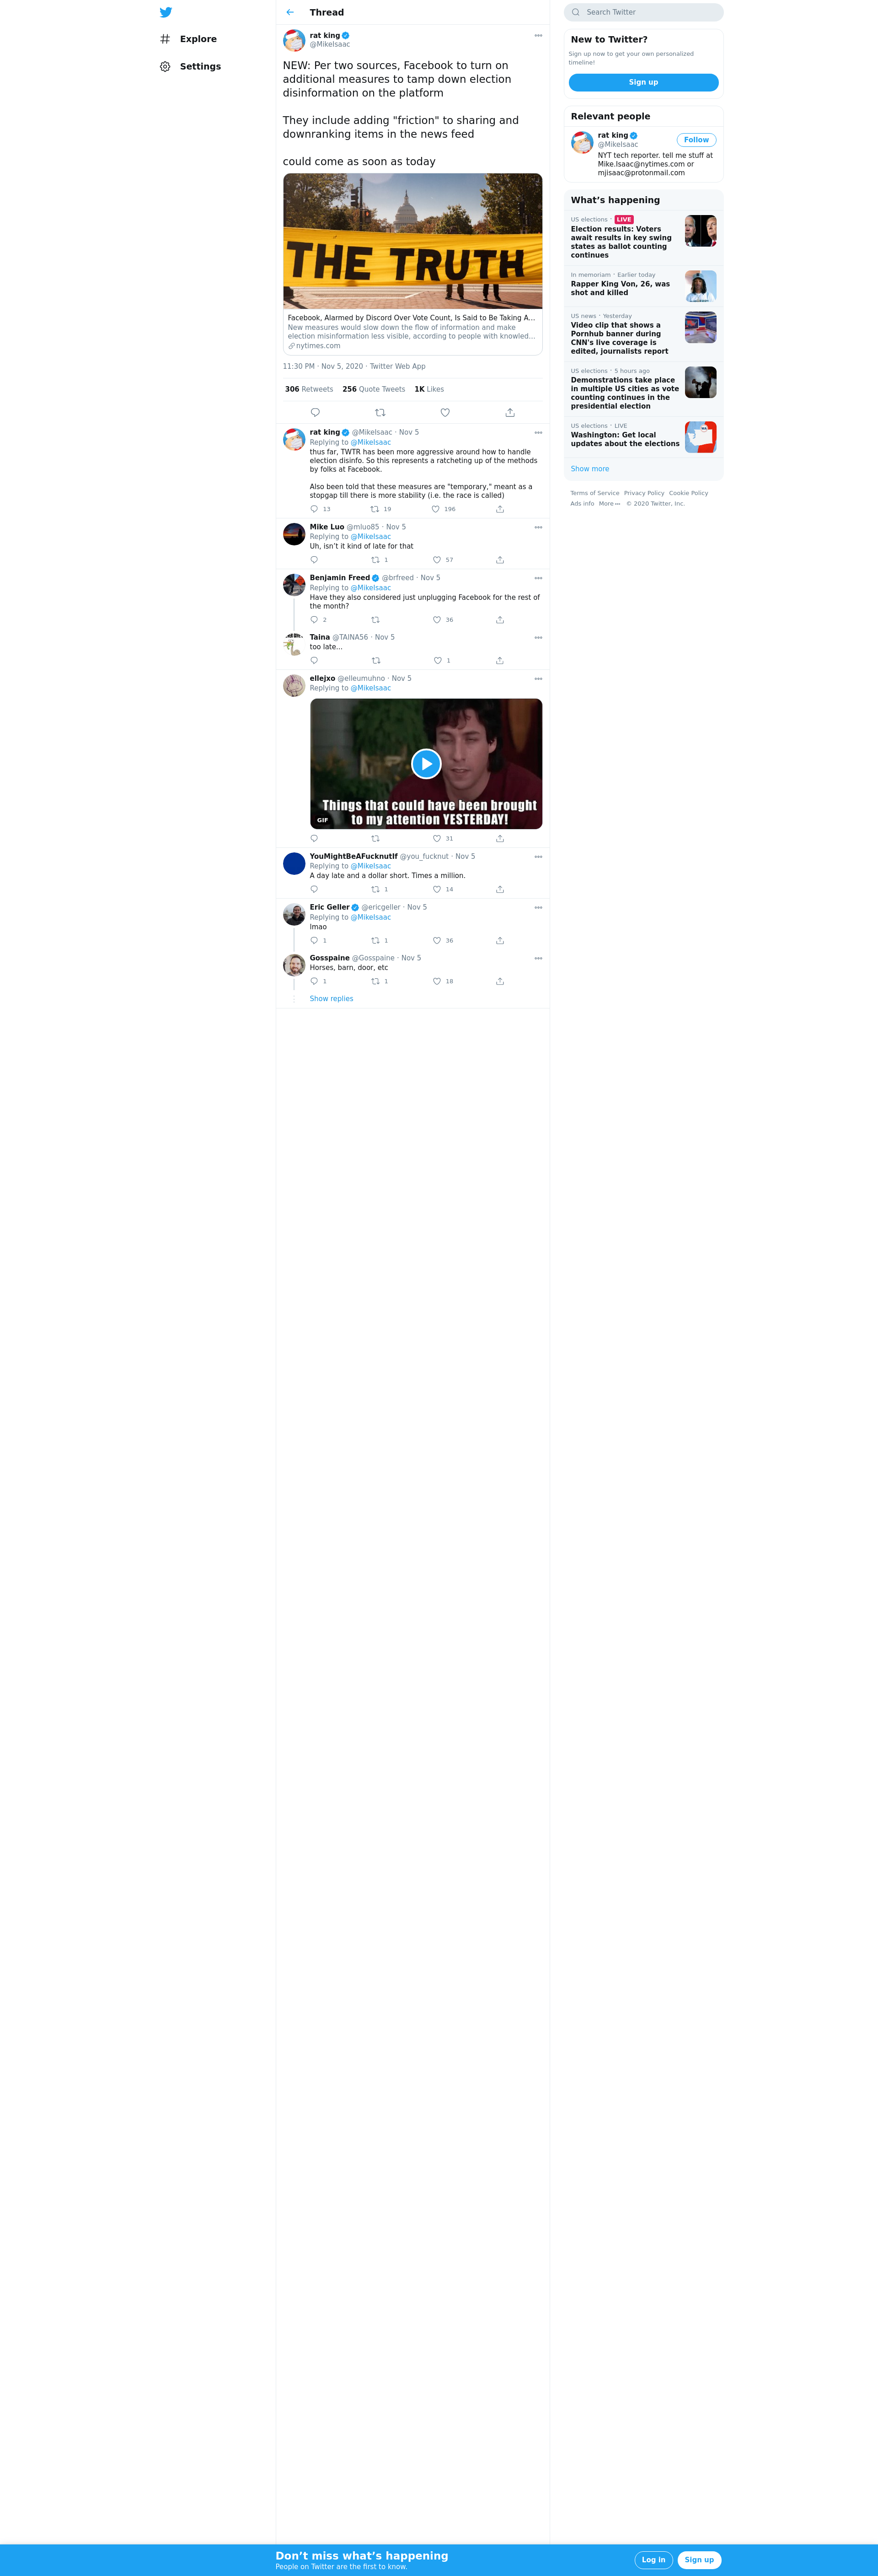 Explore
Settings
Thread
rat king
@MikeIsaac
NEW: Per two sources, Facebook to turn on
additional measures to tamp down election
disinformation on the platform
They include adding "friction" to sharing and
downranking items in the news feed
could come as soon as today
THE TRUTH
Facebook, Alarmed by Discord Over Vote Count, Is Said to Be Taking A...
New measures would slow down the flow of information and make
election misinformation less visible, according to people with knowled...
nytimes.com
11:30 PM · Nov 5, 2020 · Twitter Web App
306 Retweets 256 Quote Tweets 1K Likes
rat king @MikeIsaac · Nov 5
Replying to @MikeIsaac
thus far, TWTR has been more aggressive around how to handle
election disinfo. So this represents a ratcheting up of the methods
by folks at Facebook.
Also been told that these measures are "temporary," meant as a
stopgap till there is more stability (i.e. the race is called)
13 19 196
Mike Luo @mluo85 · Nov 5
Replying to @MikeIsaac
Uh, isn't it kind of late for that
1 57
Benjamin Freed @brfreed · Nov 5
Replying to @MikeIsaac
Have they also considered just unplugging Facebook for the rest of
the month?
2 36
Taina @TAINA56 · Nov 5
too late...
1
ellejxo @elleumuhno · Nov 5
Replying to @MikeIsaac
Things that could have been brought
to my attention YESTERDAY!
GIF
31
YouMightBeAFucknutIf @you_fucknut · Nov 5
Replying to @MikeIsaac
A day late and a dollar short. Times a million.
1 14
Eric Geller @ericgeller · Nov 5
Replying to @MikeIsaac
lmao
1 1 36
Gosspaine @Gosspaine · Nov 5
Horses, barn, door, etc
1 1 18
Show replies
Search Twitter
New to Twitter?
Sign up now to get your own personalized
timeline!
Sign up
Relevant people
rat king
@MikeIsaac
Follow
NYT tech reporter. tell me stuff at
Mike.Isaac@nytimes.com or
mjisaac@protonmail.com
What's happening
US elections · LIVE
Election results: Voters
await results in key swing
states as ballot counting
continues
In memoriam · Earlier today
Rapper King Von, 26, was
shot and killed
US news · Yesterday
Video clip that shows a
Pornhub banner during
CNN's live coverage is
edited, journalists report
US elections · 5 hours ago
Demonstrations take place
in multiple US cities as vote
counting continues in the
presidential election
US elections · LIVE
Washington: Get local
updates about the elections
Show more
Terms of Service Privacy Policy Cookie Policy
Ads info More © 2020 Twitter, Inc.
Don't miss what's happening
People on Twitter are the first to know.
Log in
Sign up